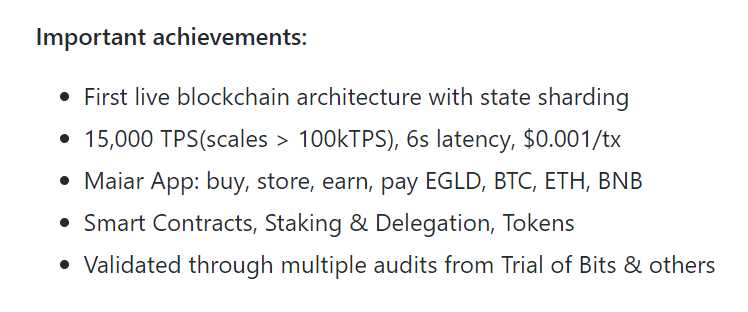 Important achievements:
First live blockchain architecture with state sharding
15,000 TPS(scales > 100kTPS), 6s latency, $0.001/tx
Maiar App: buy, store, earn, pay EGLD, BTC, ETH, BNB
Smart Contracts, Staking & Delegation, Tokens
Validated through multiple audits from Trial of Bits & others